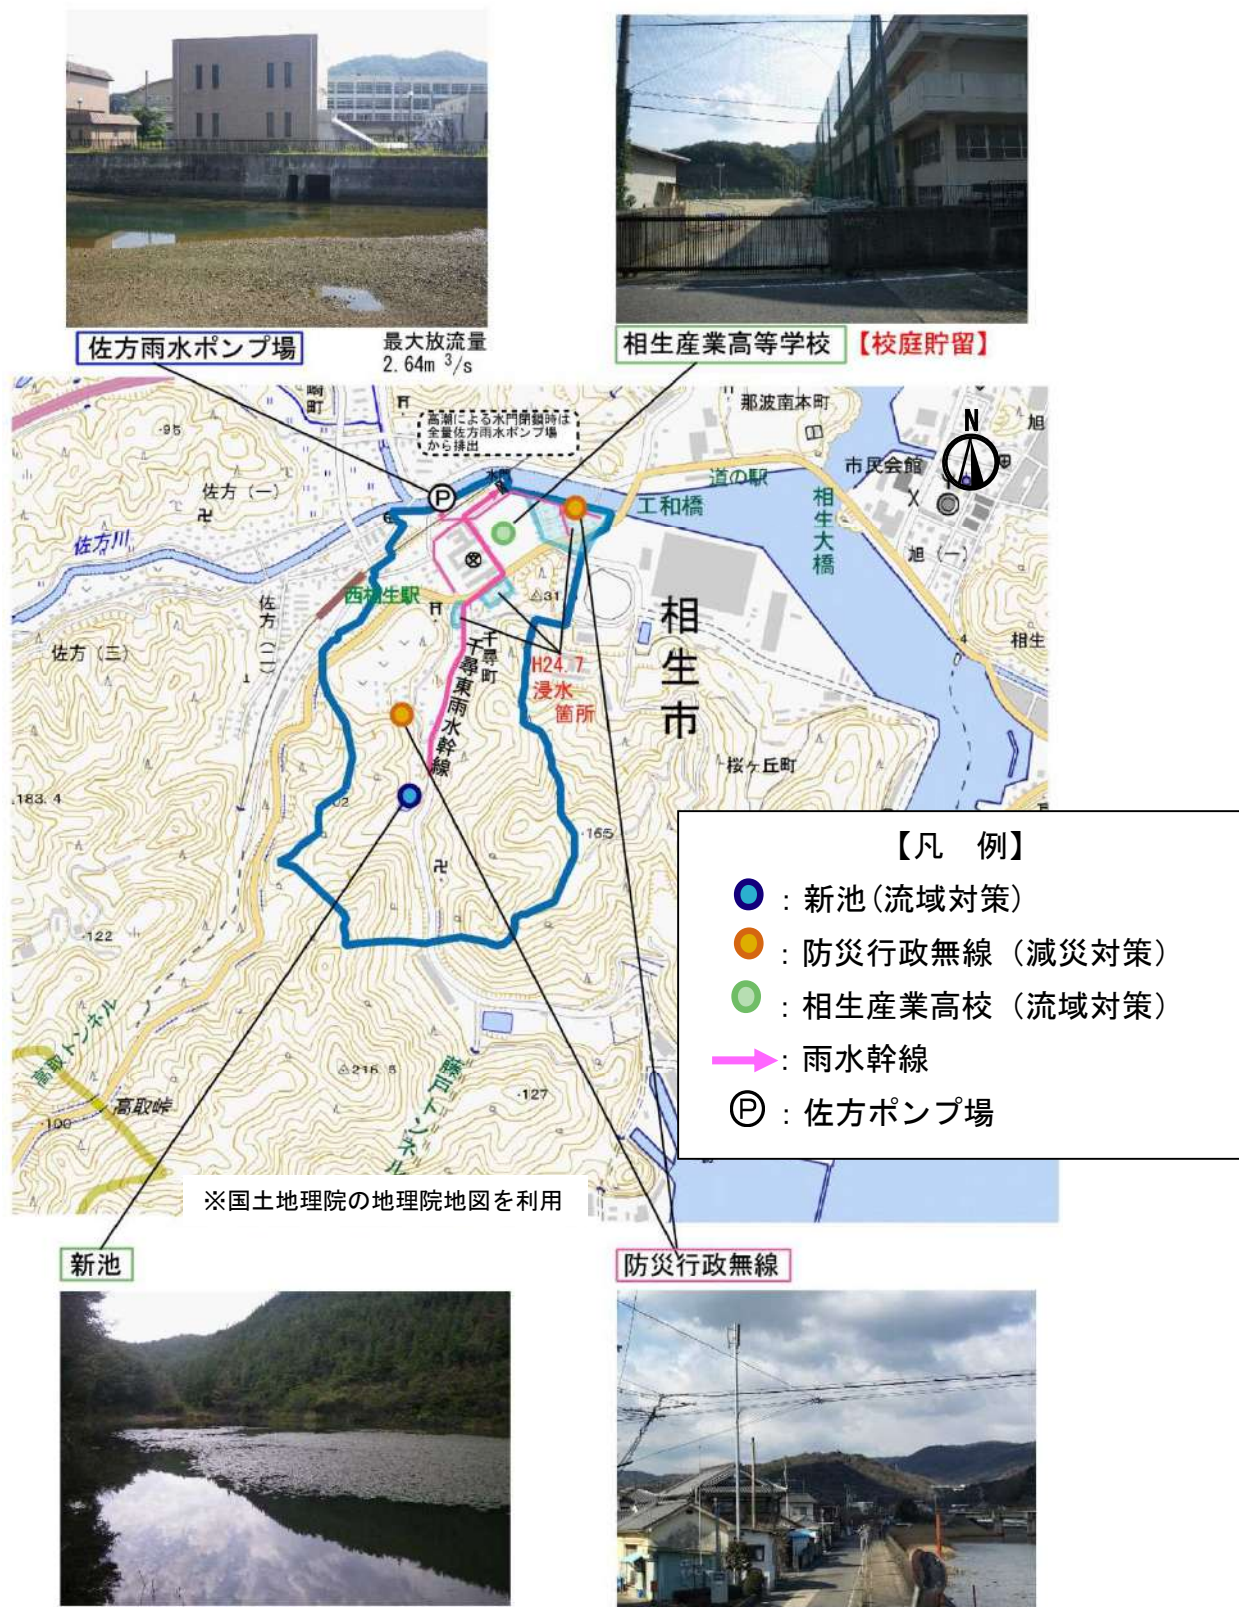 佐方雨水ポンプ場
最大放流量
2.64m³/s
相生産業高等学校
【校庭貯留】
高潮による水門閉鎖時は
全量佐方雨水ポンプ場
から排出
那波南本町
市民会館
N
旭
道の駅
工和橋
相生大橋
旭（一）
水門
P
・95
佐方（一）
佐方川
西相生駅
佐方（二）
佐方（三）
△31
相生市
相生
千尋町
千尋東雨水幹線
H24.7
浸水
箇所
桜ヶ丘町
・183.4
・165
・122
高取トンネル
高取峠
・100
△216.5
藤戸トンネル
・127
【凡　例】
：新池（流域対策）
：防災行政無線（減災対策）
：相生産業高校（流域対策）
：雨水幹線
P：佐方ポンプ場
※国土地理院の地理院地図を利用
新池
防災行政無線